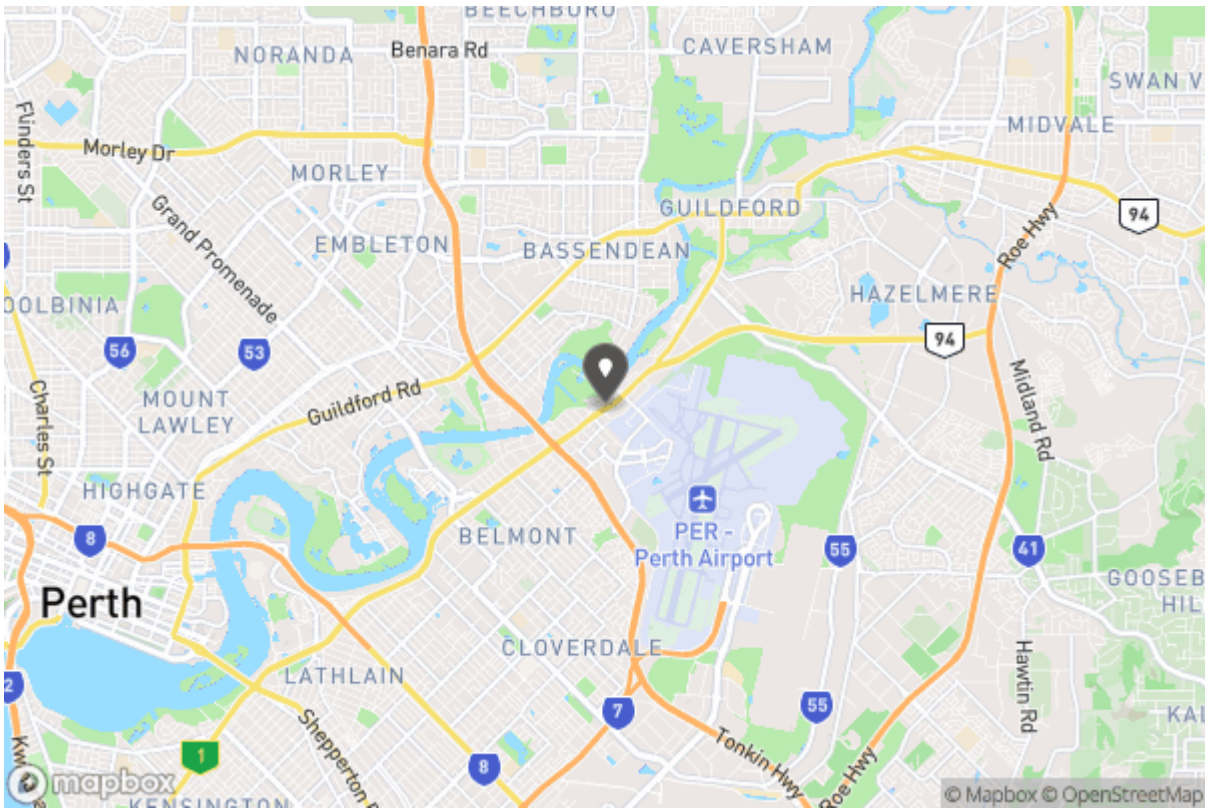 BEECHBORO
CAVERSHAM
Benara Rd
NORANDA
SWAN V
Flinders St
MIDVALE
Morley Dr
MORLEY
GUILDFORD
94
Grand Promenade
EMBLETON
BASSENDEAN
Roe Hwy
OOLBINIA
HAZELMERE
56
53
94
Charles St
MOUNT
LAWLEY
Guildford Rd
Midland Rd
HIGHGATE
8
BELMONT
PER -
Perth Airport
55
41
Perth
GOOSEB
HIL
CLOVERDALE
LATHLAIN
Hawtin Rd
2
7
55
KAL
Shepperton R
Tonkin Hwy
1
8
Roe Hwy
Kw
mapbox
KENSINGTON
© Mapbox © OpenStreetMap